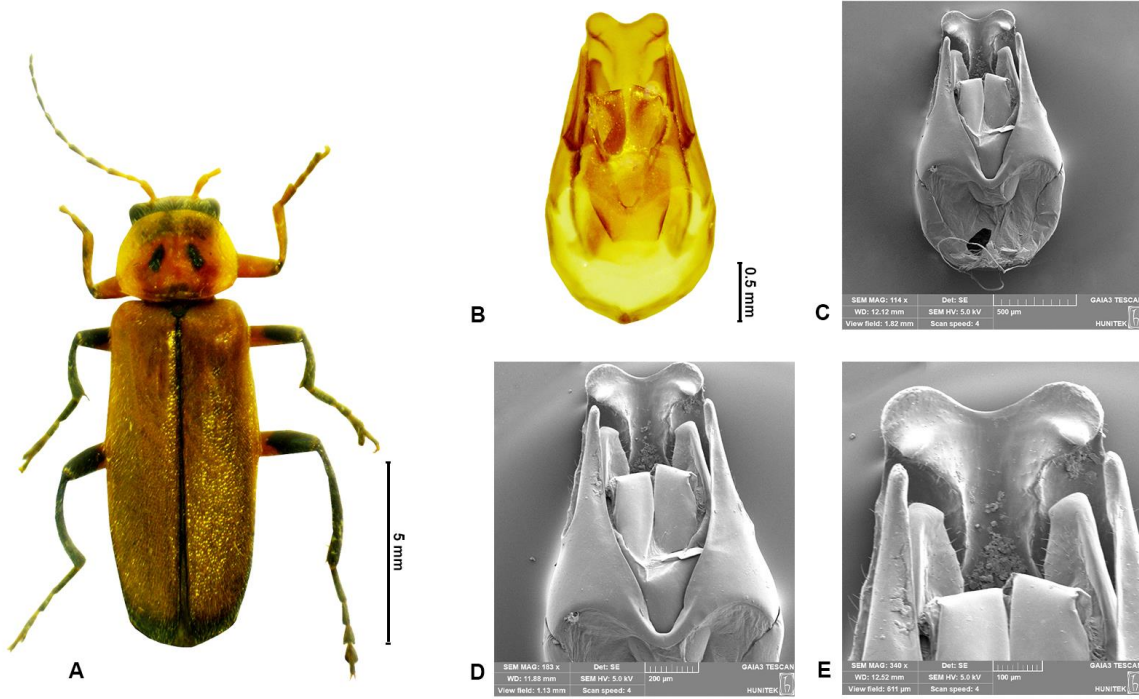 A
5 mm
B
0.5 mm
C
SEM MAG: 114 x Det: SE GAIA3 TESCAN
WD: 12.12 mm SEM HV: 5.0 kV 500 µm
View field: 1.82 mm Scan speed: 4 HUNITEK
D
SEM MAG: 183 x Det: SE GAIA3 TESCAN
WD: 11.88 mm SEM HV: 5.0 kV 200 µm
View field: 1.13 mm Scan speed: 4 HUNITEK
E
SEM MAG: 340 x Det: SE GAIA3 TESCAN
WD: 12.52 mm SEM HV: 5.0 kV 100 µm
View field: 611 µm Scan speed: 4 HUNITEK